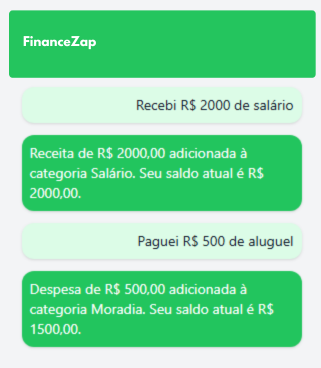 FinanceZap
Recebi R$ 2000 de salário
Receita de R$ 2000,00 adicionada à
categoria Salário. Seu saldo atual é R$
2000,00.
Paguei R$ 500 de aluguel
Despesa de R$ 500,00 adicionada à
categoria Moradia. Seu saldo atual é R$
1500,00.